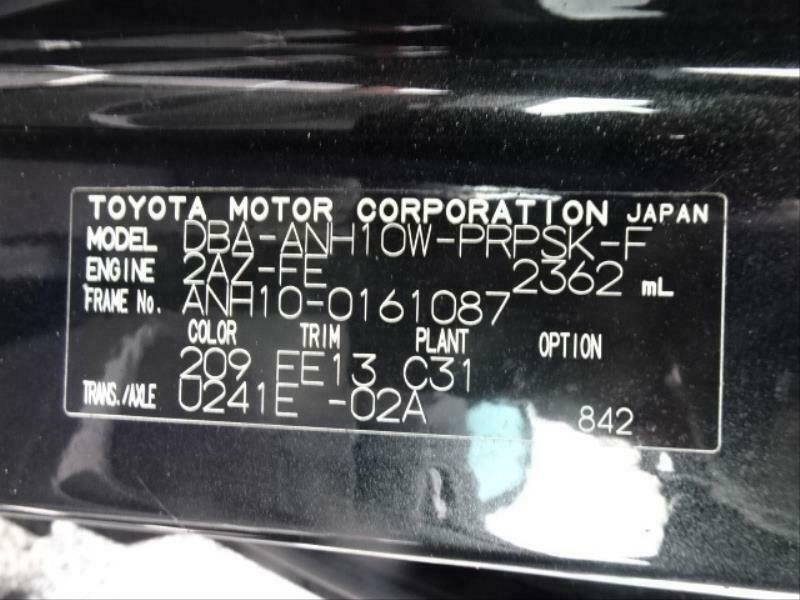 TOYOTA MOTOR CORPORATION JAPAN
MODEL DBA-ANH10W-PRPSK-F
ENGINE 2AZ-FE 2362 mL
FRAME No. ANH10-0161087
COLOR TRIM PLANT OPTION
209 FE13 C31
TRANS./AXLE U241E -02A 842